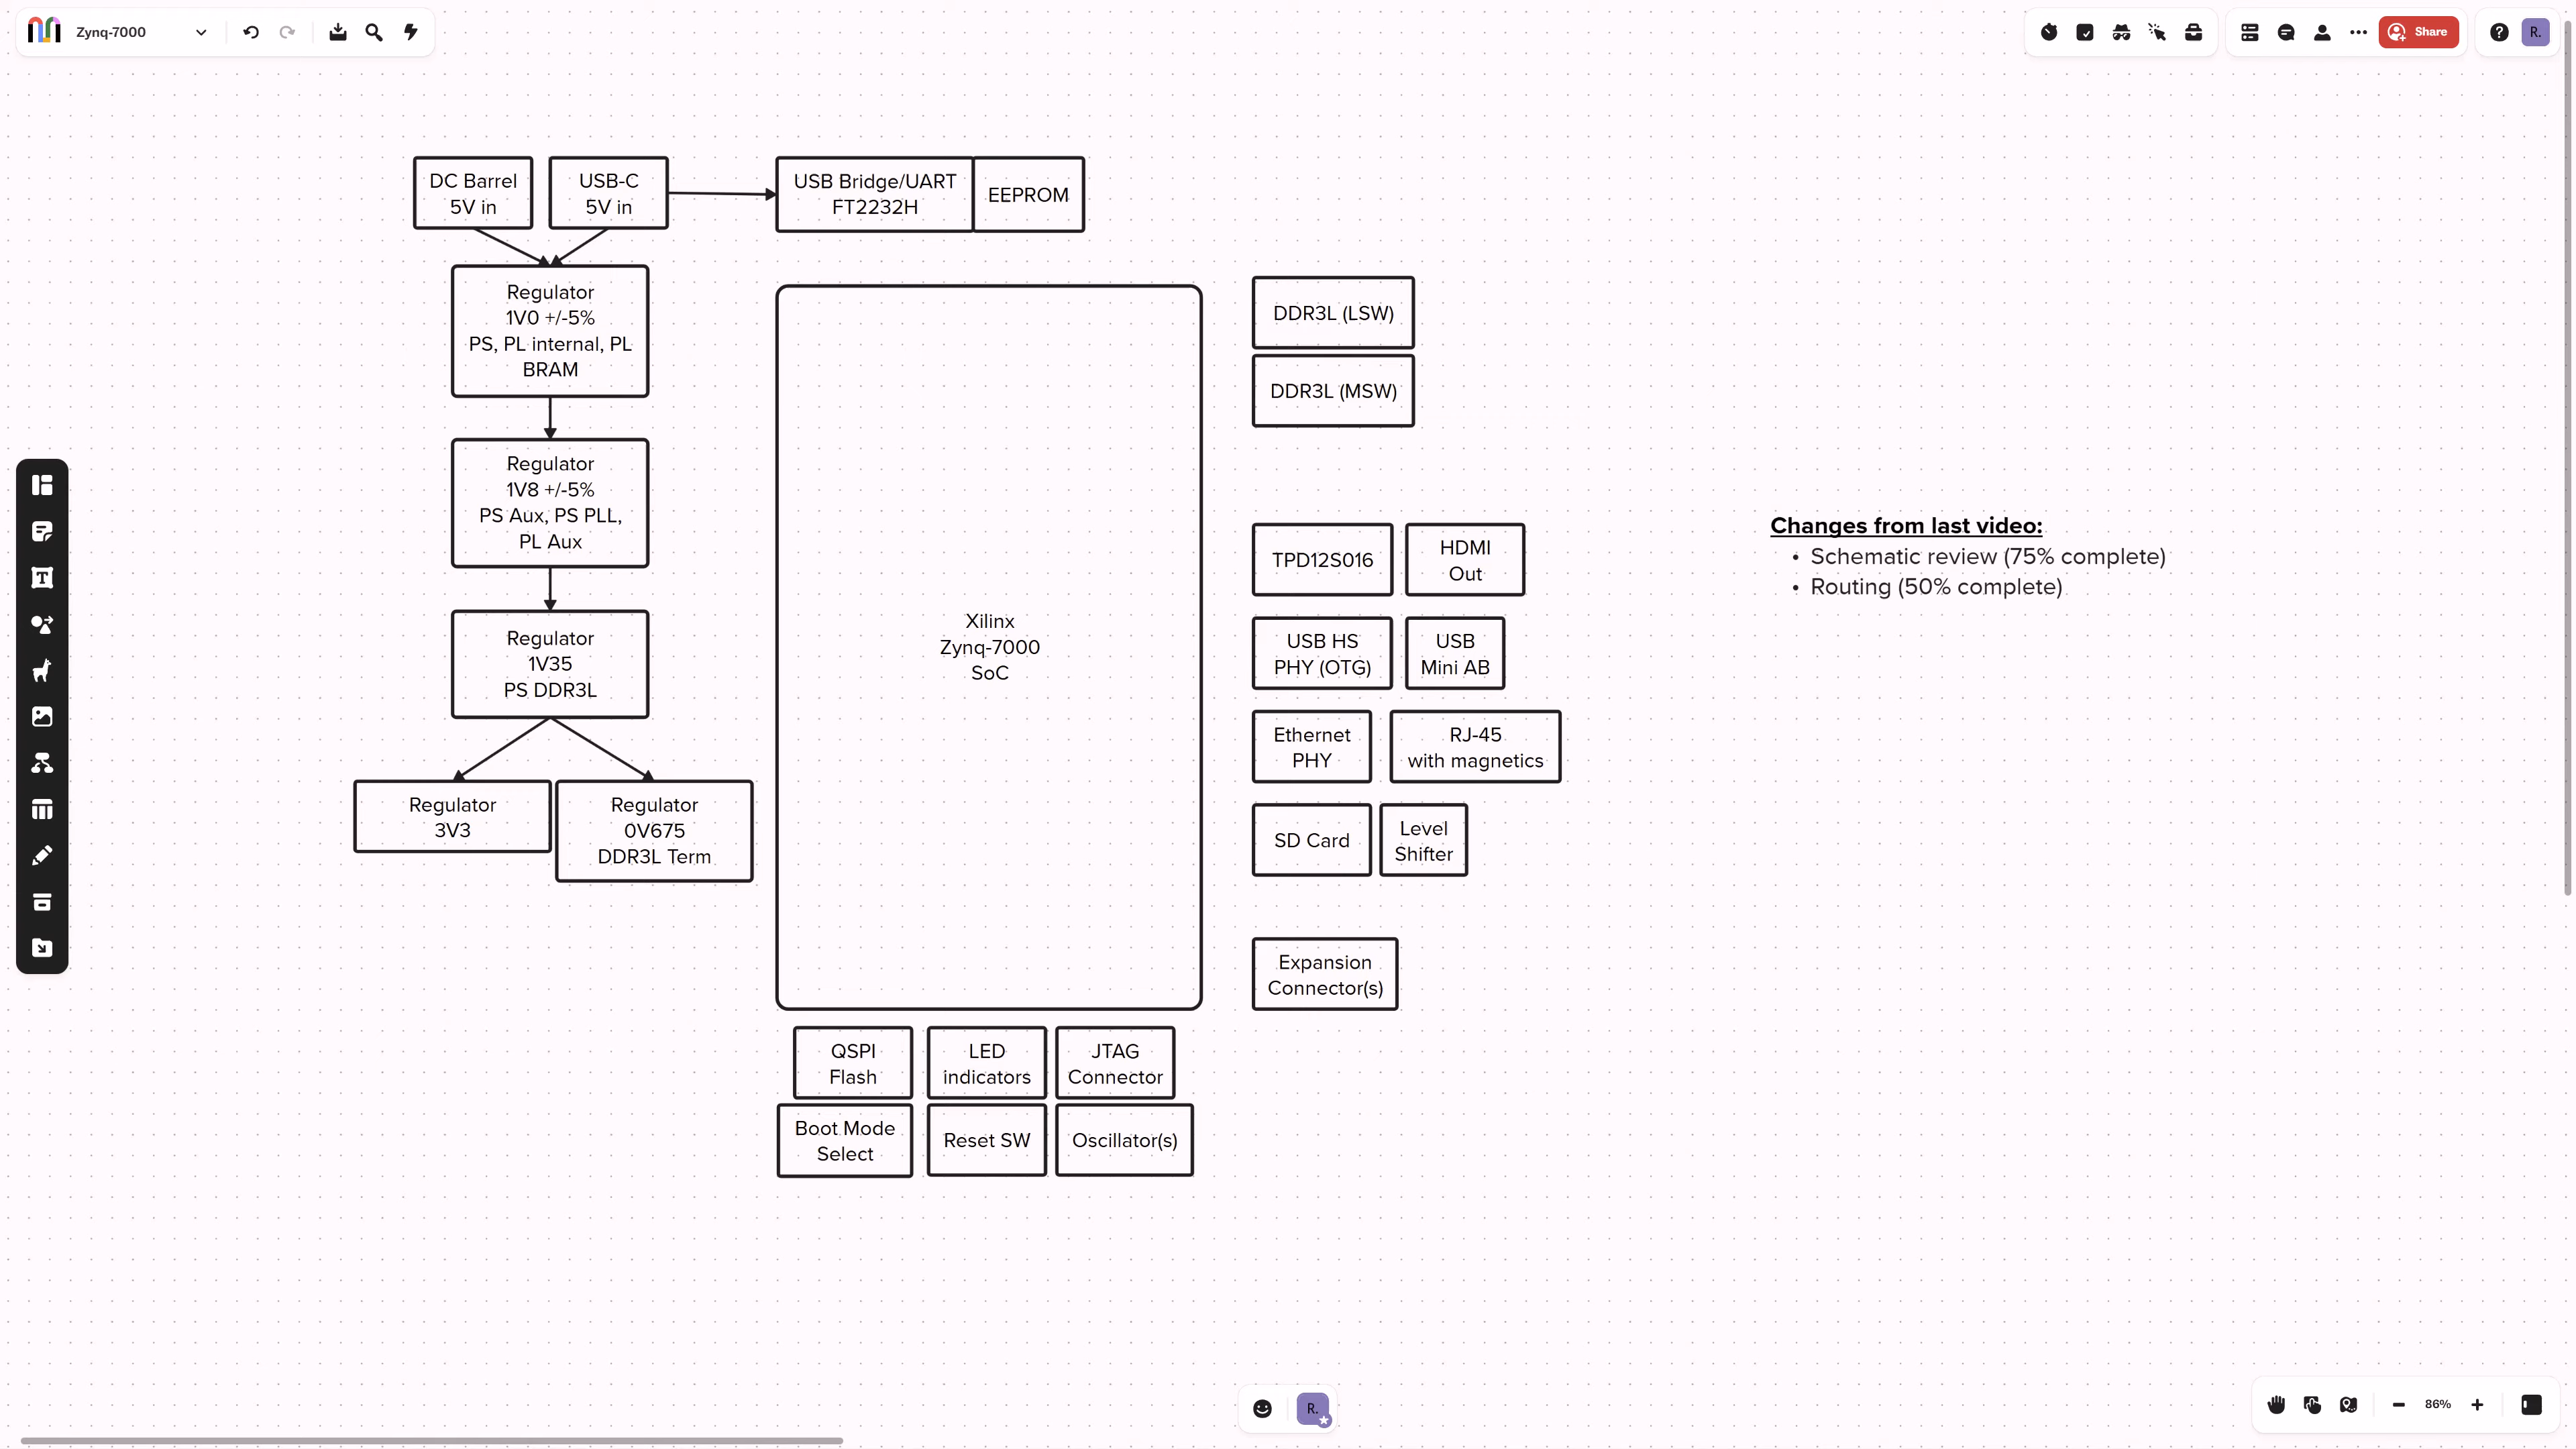 Zynq-7000
Share
R.
DC Barrel
5V in
USB-C
5V in
USB Bridge/UART
FT2232H
EEPROM
Regulator
1V0 +/-5%
PS, PL internal, PL
BRAM
Regulator
1V8 +/-5%
PS Aux, PS PLL,
PL Aux
Regulator
1V35
PS DDR3L
Regulator
3V3
Regulator
0V675
DDR3L Term
Xilinx
Zynq-7000
SoC
DDR3L (LSW)
DDR3L (MSW)
TPD12S016
HDMI
Out
USB HS
PHY (OTG)
USB
Mini AB
Ethernet
PHY
RJ-45
with magnetics
SD Card
Level
Shifter
Expansion
Connector(s)
QSPI
Flash
LED
indicators
JTAG
Connector
Boot Mode
Select
Reset SW
Oscillator(s)
Changes from last video:
• Schematic review (75% complete)
• Routing (50% complete)
R.
86%